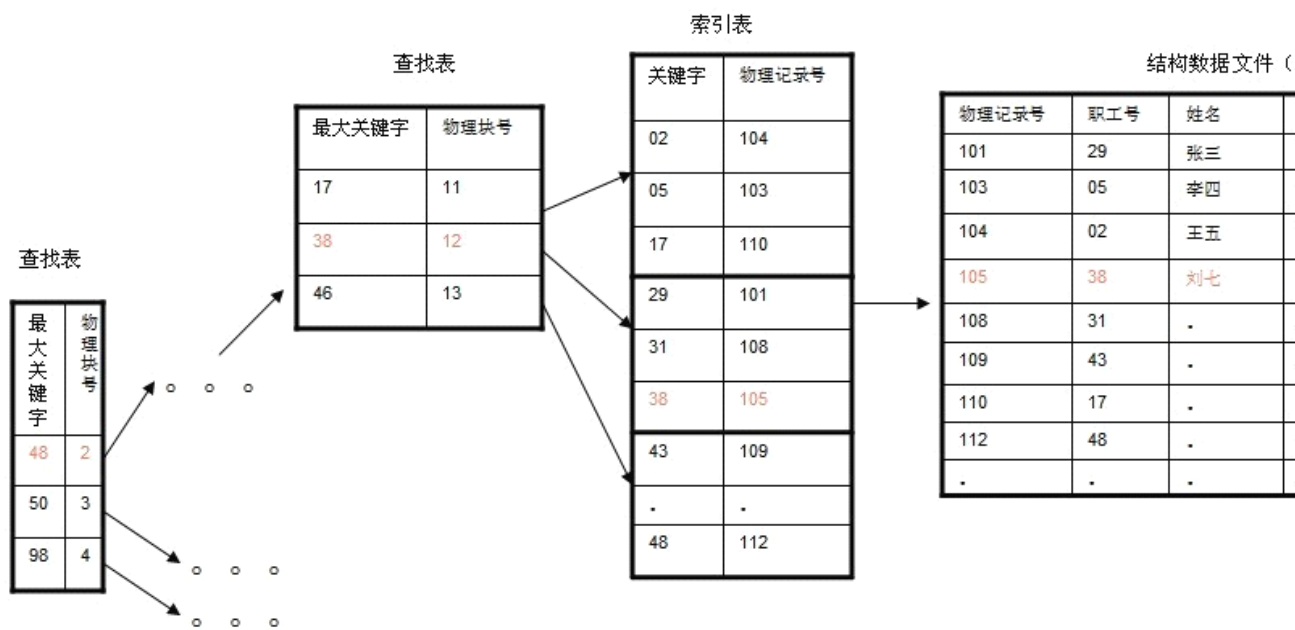 查找表
最大关键字 物理块号
48 2
50 3
98 4
。 。 。
。 。 。
。 。 。
查找表
最大关键字 物理块号
17 11
38 12
46 13
索引表
关键字 物理记录号
02 104
05 103
17 110
29 101
31 108
38 105
43 109
. .
48 112
结构数据文件（
物理记录号 职工号 姓名
101 29 张三
103 05 李四
104 02 王五
105 38 刘七
108 31 .
109 43 .
110 17 .
112 48 .
. . .